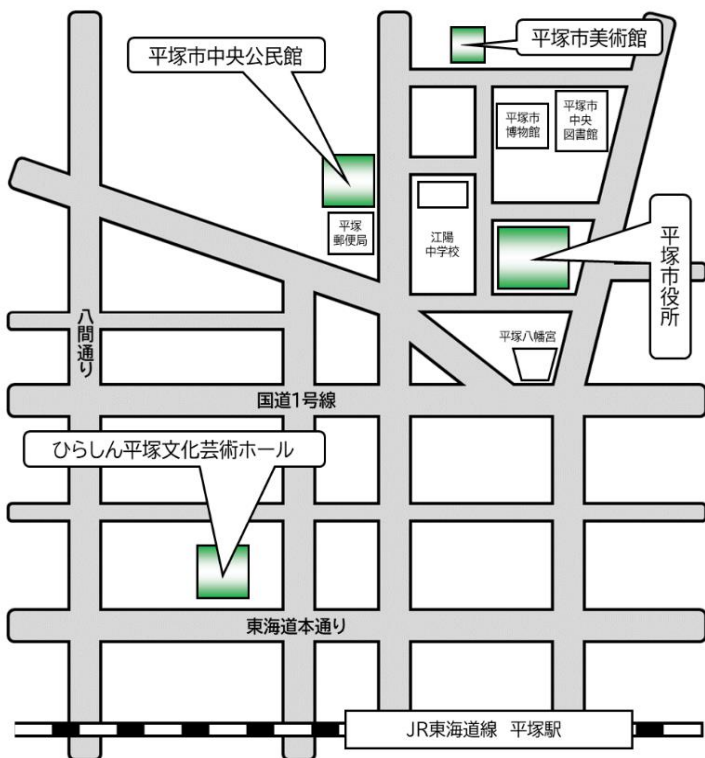 平塚市美術館
平塚市中央公民館
平塚市
博物館
平塚市
中央
図書館
平塚
郵便局
江陽
中学校
平塚市役所
八間通り
平塚八幡宮
国道1号線
ひらしん平塚文化芸術ホール
東海道本通り
JR東海道線 平塚駅